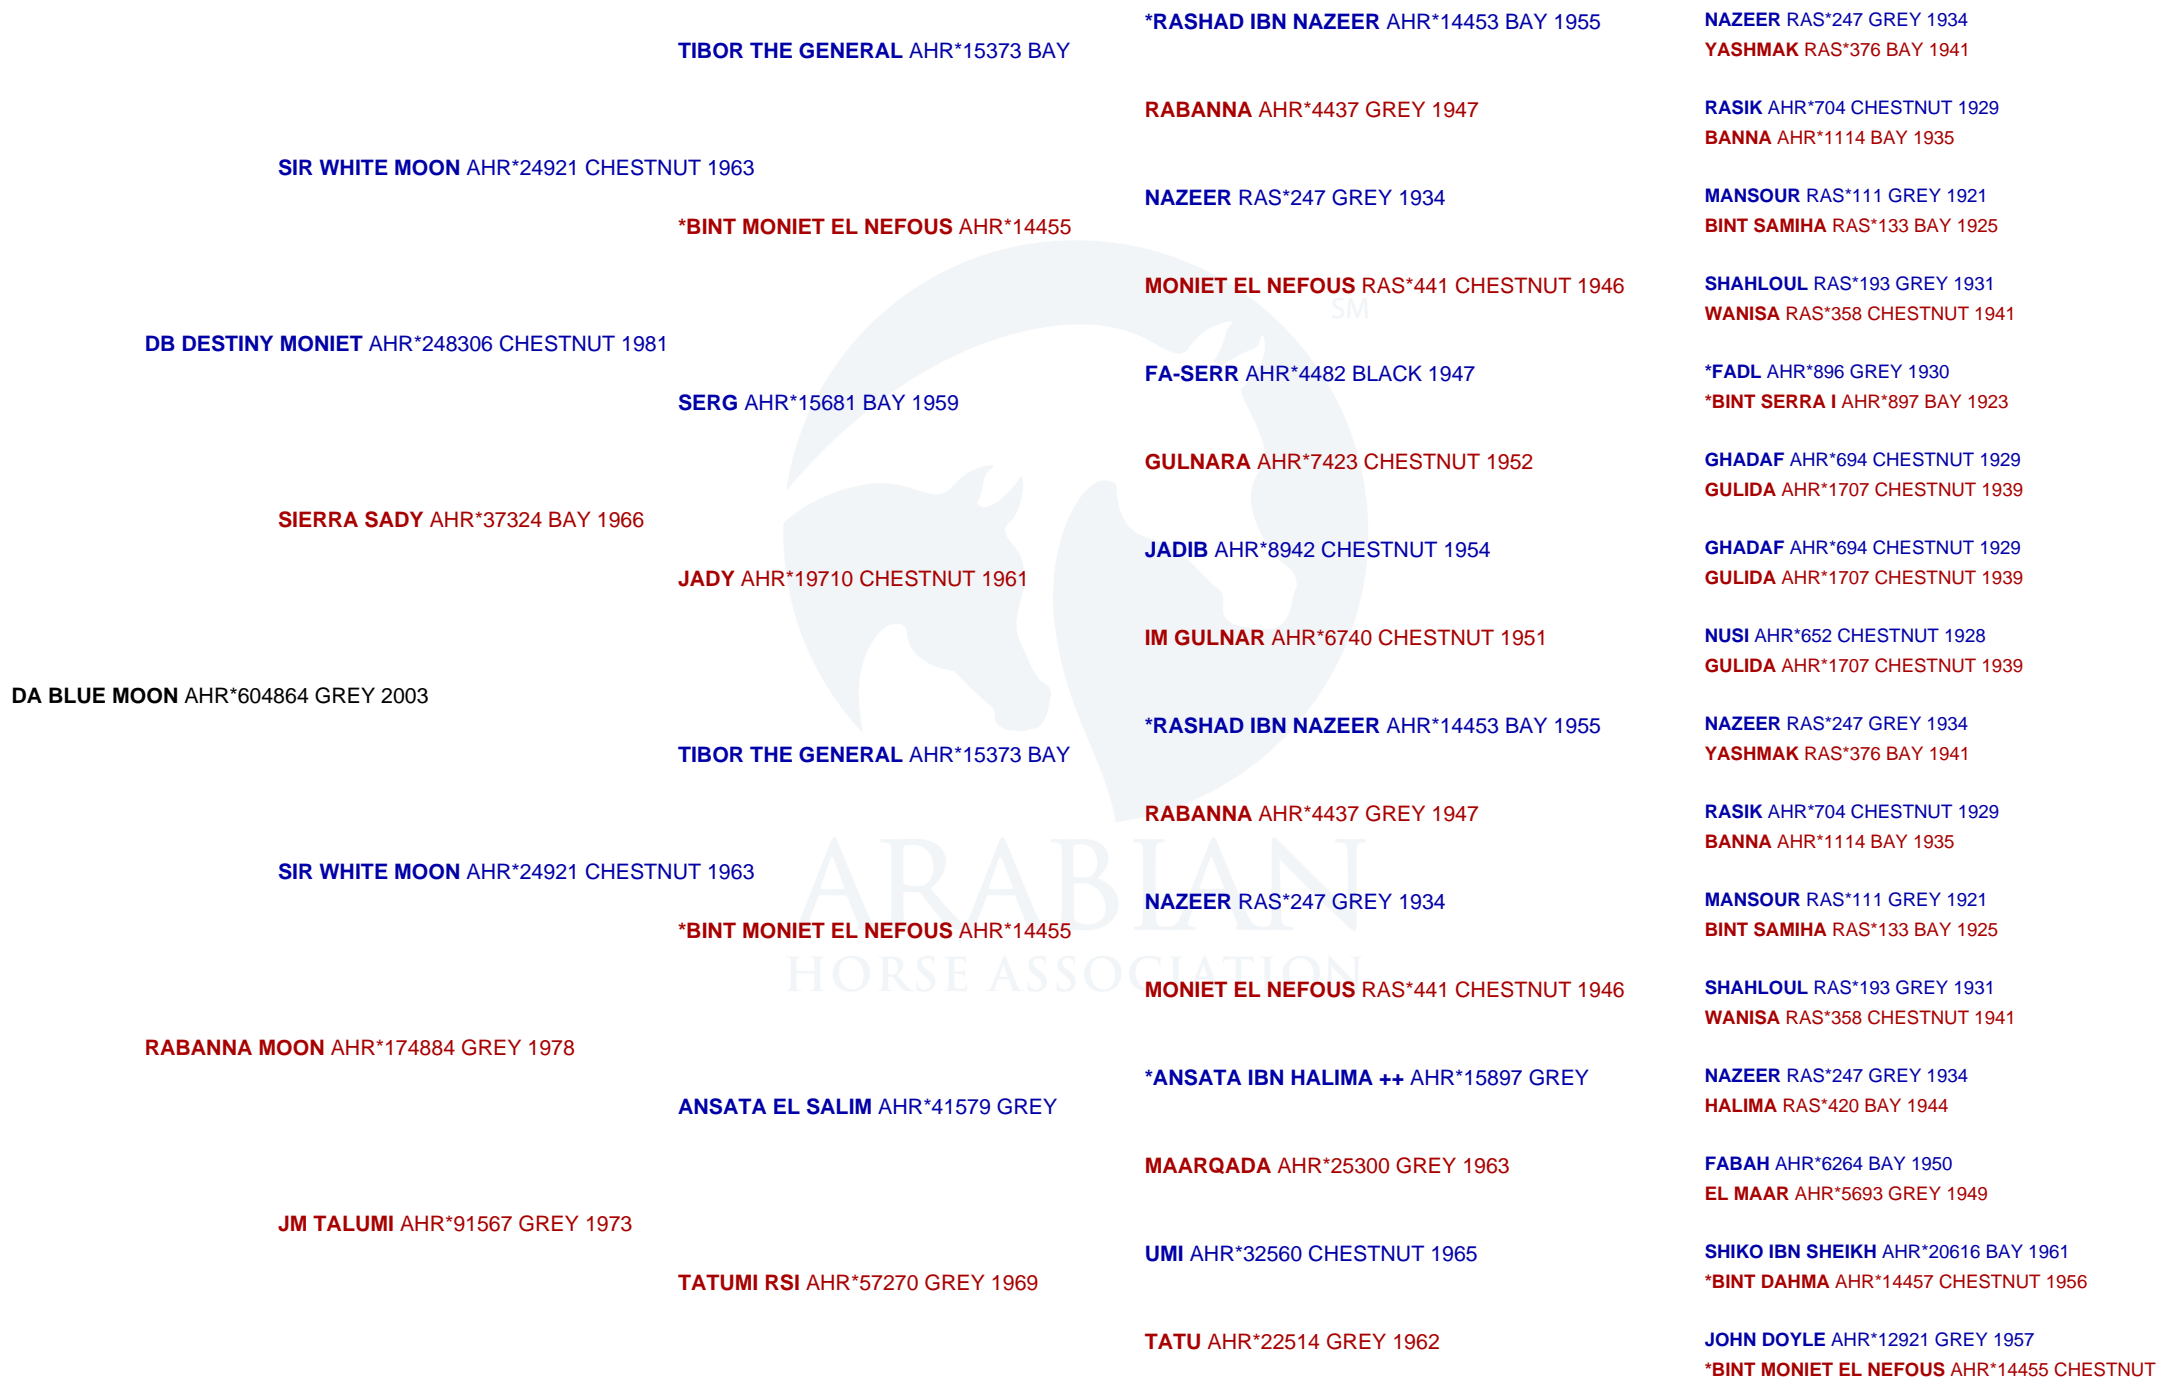 *RASHAD IBN NAZEER AHR*14453 BAY 1955
NAZEER RAS*247 GREY 1934
TIBOR THE GENERAL AHR*15373 BAY
YASHMAK RAS*376 BAY 1941
RABANNA AHR*4437 GREY 1947
RASIK AHR*704 CHESTNUT 1929
BANNA AHR*1114 BAY 1935
SIR WHITE MOON AHR*24921 CHESTNUT 1963
NAZEER RAS*247 GREY 1934
MANSOUR RAS*111 GREY 1921
*BINT MONIET EL NEFOUS AHR*14455
BINT SAMIHA RAS*133 BAY 1925
MONIET EL NEFOUS RAS*441 CHESTNUT 1946
SHAHLOUL RAS*193 GREY 1931
SM
WANISA RAS*358 CHESTNUT 1941
DB DESTINY MONIET AHR*248306 CHESTNUT 1981
FA-SERR AHR*4482 BLACK 1947
*FADL AHR*896 GREY 1930
SERG AHR*15681 BAY 1959
*BINT SERRA I AHR*897 BAY 1923
GULNARA AHR*7423 CHESTNUT 1952
GHADAF AHR*694 CHESTNUT 1929
GULIDA AHR*1707 CHESTNUT 1939
SIERRA SADY AHR*37324 BAY 1966
JADIB AHR*8942 CHESTNUT 1954
GHADAF AHR*694 CHESTNUT 1929
JADY AHR*19710 CHESTNUT 1961
GULIDA AHR*1707 CHESTNUT 1939
IM GULNAR AHR*6740 CHESTNUT 1951
NUSI AHR*652 CHESTNUT 1928
GULIDA AHR*1707 CHESTNUT 1939
DA BLUE MOON AHR*604864 GREY 2003
*RASHAD IBN NAZEER AHR*14453 BAY 1955
NAZEER RAS*247 GREY 1934
TIBOR THE GENERAL AHR*15373 BAY
YASHMAK RAS*376 BAY 1941
RABANNA AHR*4437 GREY 1947
RASIK AHR*704 CHESTNUT 1929
BANNA AHR*1114 BAY 1935
SIR WHITE MOON AHR*24921 CHESTNUT 1963
ARABIAN
NAZEER RAS*247 GREY 1934
MANSOUR RAS*111 GREY 1921
*BINT MONIET EL NEFOUS AHR*14455
BINT SAMIHA RAS*133 BAY 1925
HORSE ASSOCIATION
MONIET EL NEFOUS RAS*441 CHESTNUT 1946
SHAHLOUL RAS*193 GREY 1931
WANISA RAS*358 CHESTNUT 1941
RABANNA MOON AHR*174884 GREY 1978
*ANSATA IBN HALIMA ++ AHR*15897 GREY
NAZEER RAS*247 GREY 1934
ANSATA EL SALIM AHR*41579 GREY
HALIMA RAS*420 BAY 1944
MAARQADA AHR*25300 GREY 1963
FABAH AHR*6264 BAY 1950
EL MAAR AHR*5693 GREY 1949
JM TALUMI AHR*91567 GREY 1973
UMI AHR*32560 CHESTNUT 1965
SHIKO IBN SHEIKH AHR*20616 BAY 1961
TATUMI RSI AHR*57270 GREY 1969
*BINT DAHMA AHR*14457 CHESTNUT 1956
TATU AHR*22514 GREY 1962
JOHN DOYLE AHR*12921 GREY 1957
*BINT MONIET EL NEFOUS AHR*14455 CHESTNUT